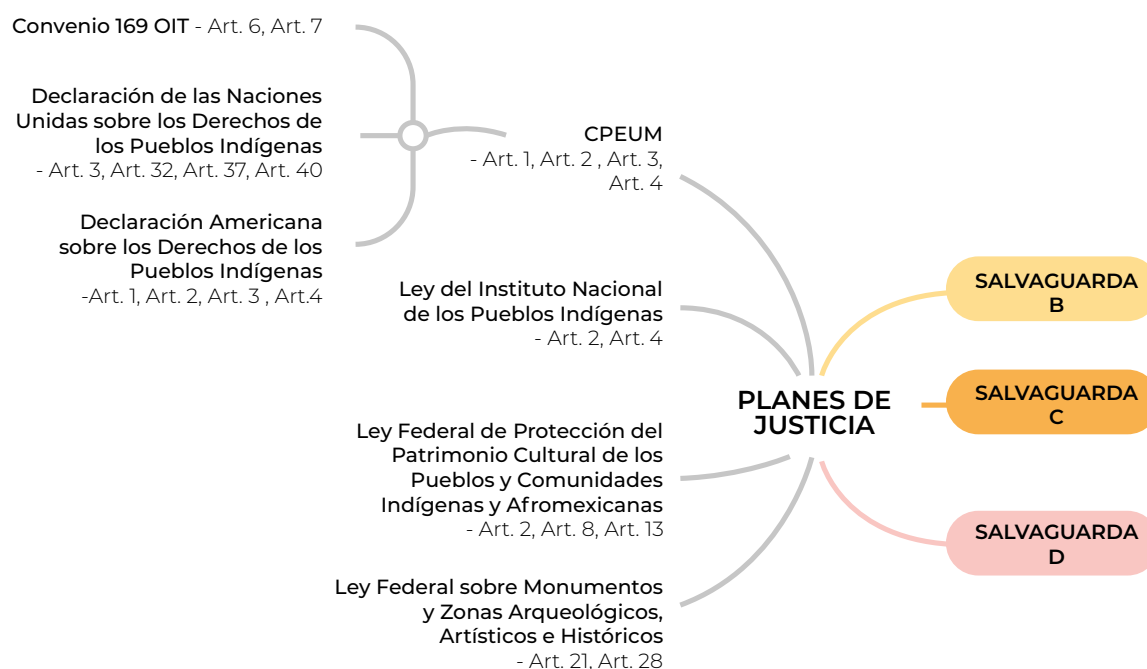 Convenio 169 OIT - Art. 6, Art. 7
Declaración de las Naciones
Unidas sobre los Derechos de
los Pueblos Indígenas
- Art. 3, Art. 32, Art. 37, Art. 40
Declaración Americana
sobre los Derechos de los
Pueblos Indígenas
-Art. 1, Art. 2, Art. 3 , Art.4
CPEUM
- Art. 1, Art. 2 , Art. 3,
Art. 4
Ley del Instituto Nacional
de los Pueblos Indígenas
- Art. 2, Art. 4
Ley Federal de Protección del
Patrimonio Cultural de los
Pueblos y Comunidades
Indígenas y Afromexicanas
- Art. 2, Art. 8, Art. 13
Ley Federal sobre Monumentos
y Zonas Arqueológicos,
Artísticos e Históricos
- Art. 21, Art. 28
PLANES DE
JUSTICIA
SALVAGUARDA
B
SALVAGUARDA
C
SALVAGUARDA
D